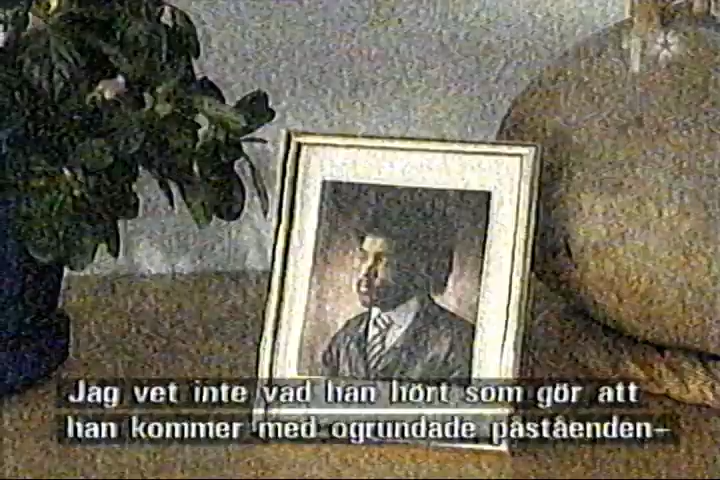 Jag vet inte vad han hört som gör att
han kommer med ogrundade påståenden-